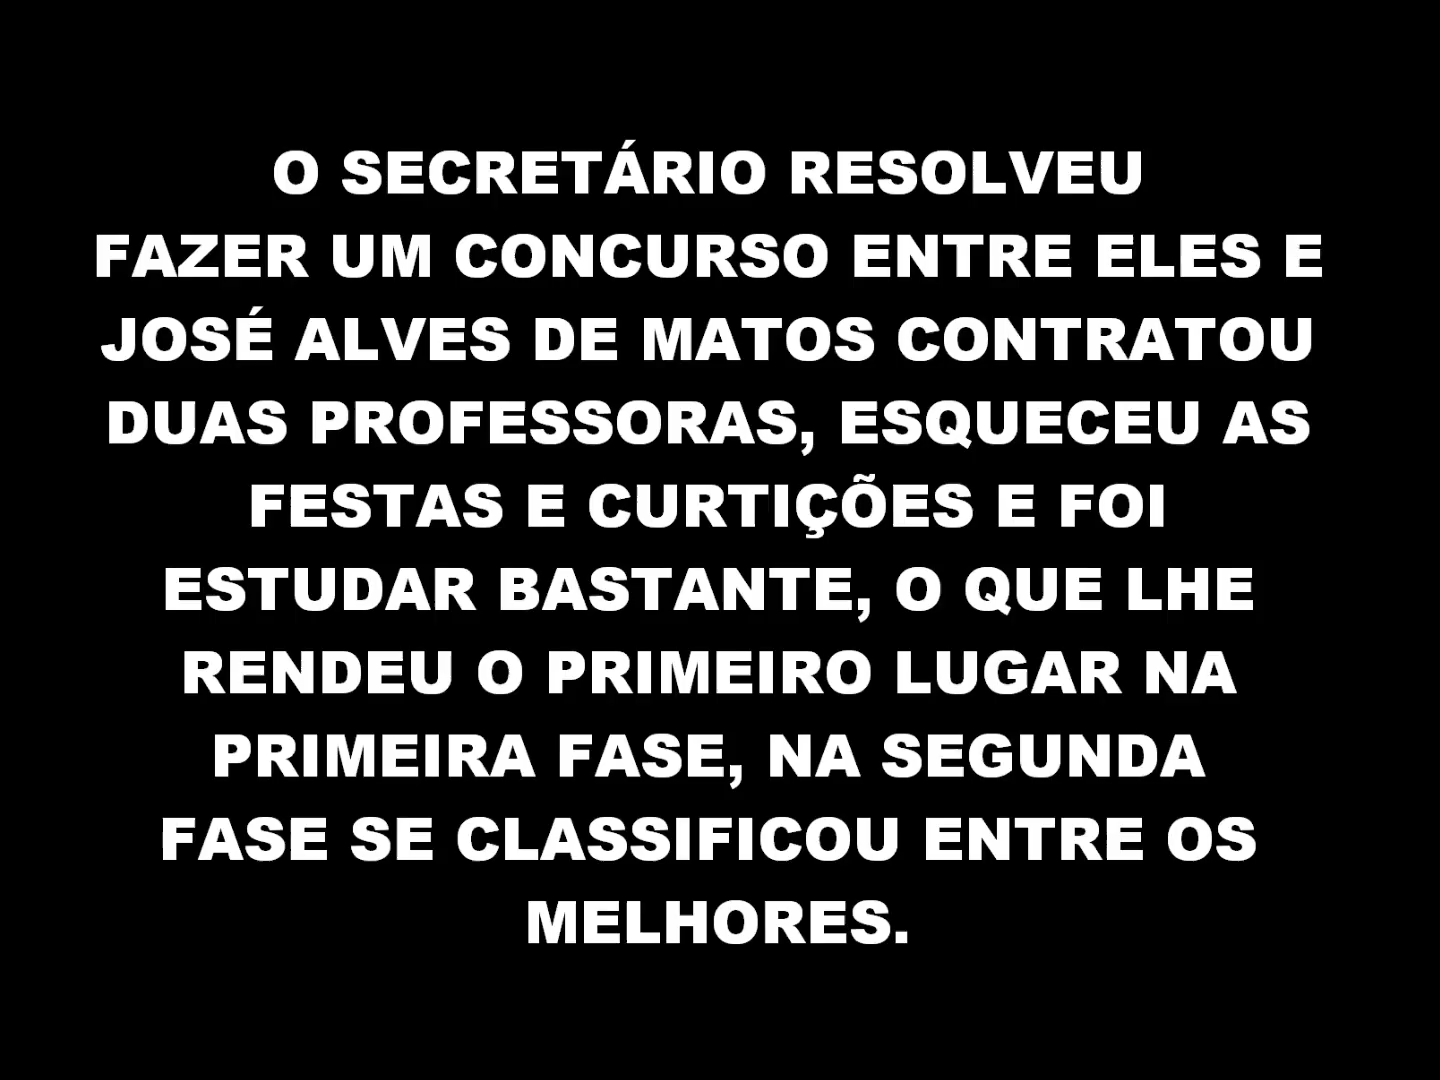 O SECRETÁRIO RESOLVEU
FAZER UM CONCURSO ENTRE ELES E
JOSÉ ALVES DE MATOS CONTRATOU
DUAS PROFESSORAS, ESQUECEU AS
FESTAS E CURTIÇÕES E FOI
ESTUDAR BASTANTE, O QUE LHE
RENDEU O PRIMEIRO LUGAR NA
PRIMEIRA FASE, NA SEGUNDA
FASE SE CLASSIFICOU ENTRE OS
MELHORES.